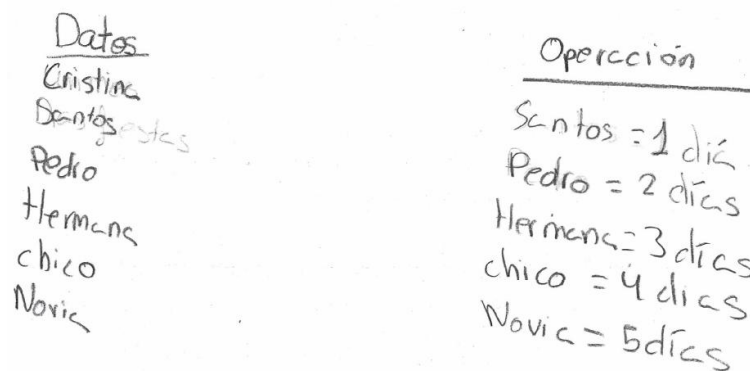 Datos
Cristina
Santos
Pedro
Hermana
chico
Novia
Operación
Santos = 1 día
Pedro = 2 días
Hermana = 3 días
chico = 4 dias
Novia = 5 días